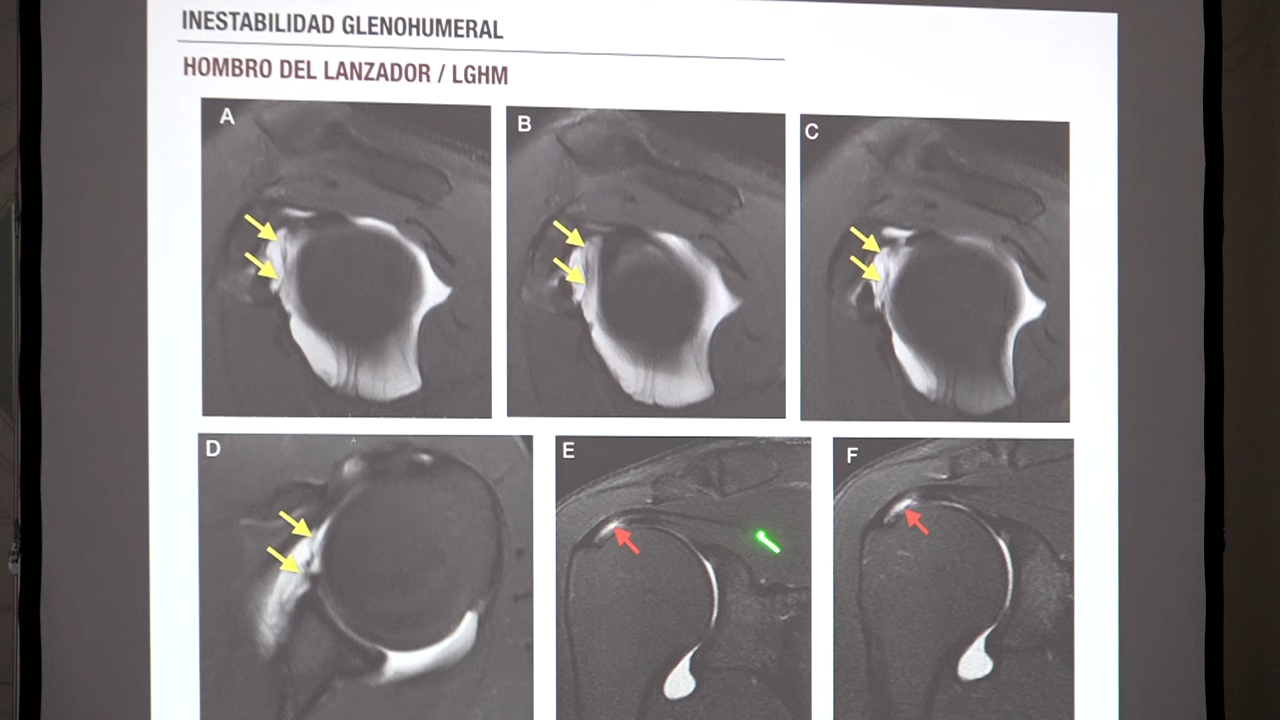 INESTABILIDAD GLENOHUMERAL
HOMBRO DEL LANZADOR / LGHM
A
B
C
D
E
F